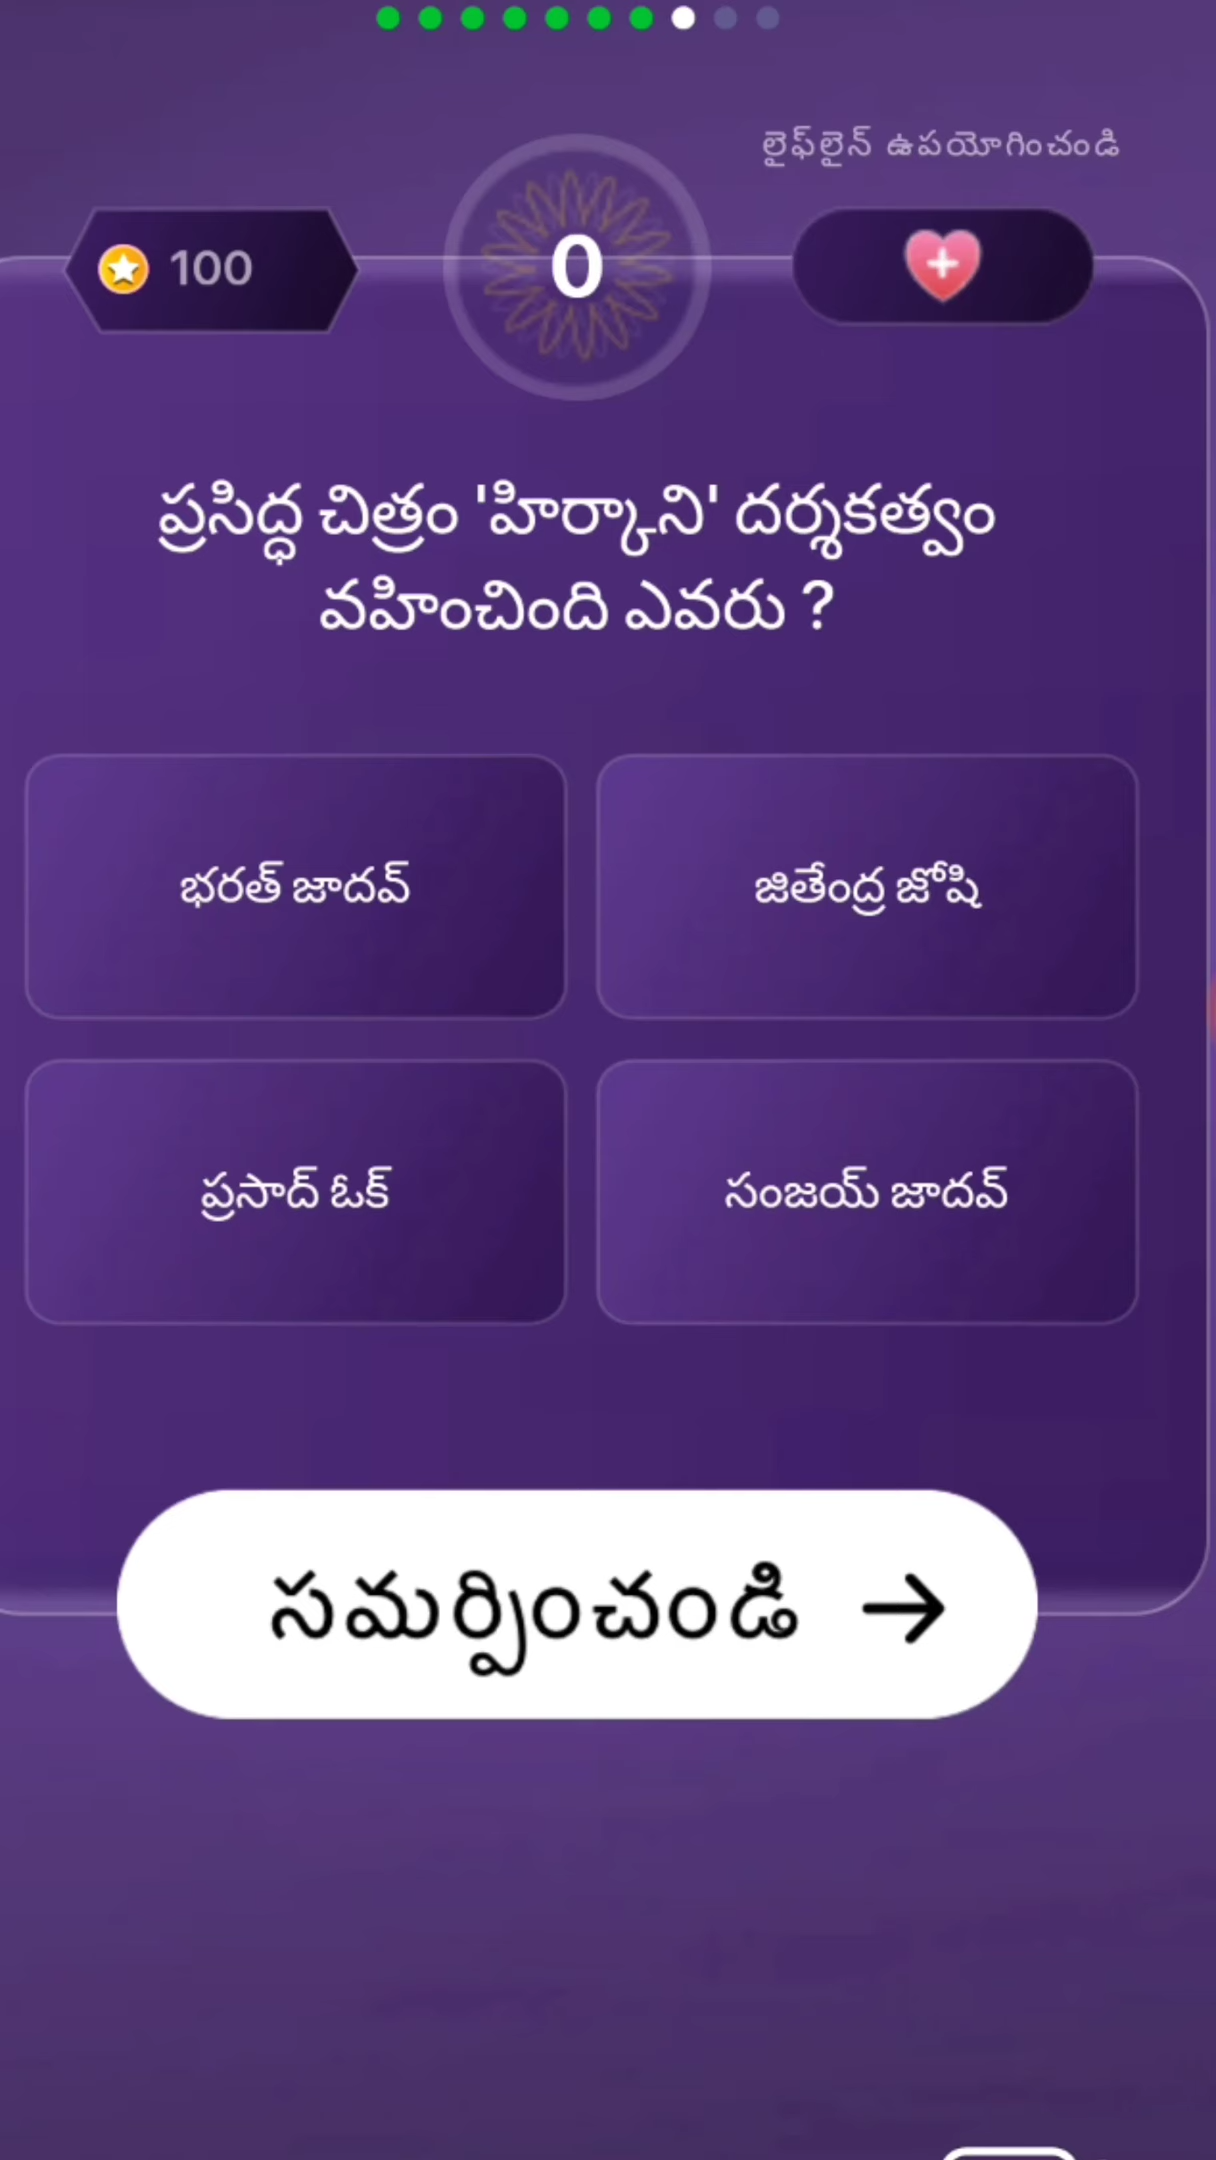 లైఫ్‌లైన్ ఉపయోగించండి
100
0
ప్రసిద్ధ చిత్రం 'హిర్కాని' దర్శకత్వం
వహించింది ఎవరు ?
భరత్ జాదవ్
జితేంద్ర జోషి
ప్రసాద్ ఓక్
సంజయ్ జాదవ్
సమర్పించండి →